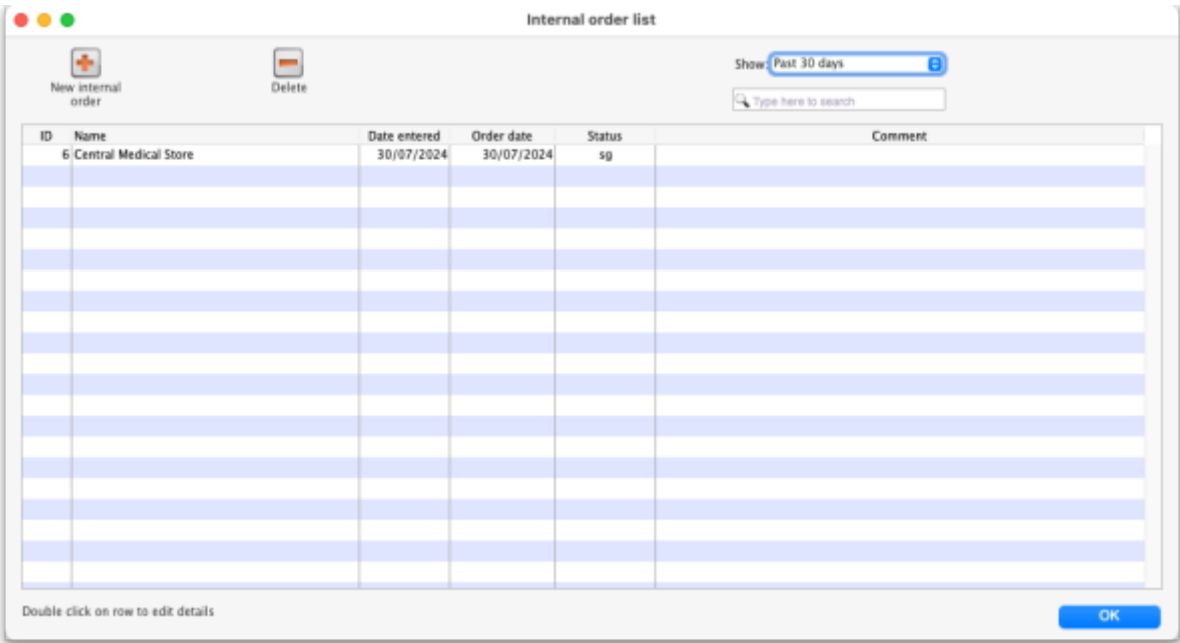 Internal order list
New internal
order
Delete
Show: Past 30 days
Type here to search
ID Name Date entered Order date Status Comment
6 Central Medical Store 30/07/2024 30/07/2024 sg
Double click on row to edit details
OK